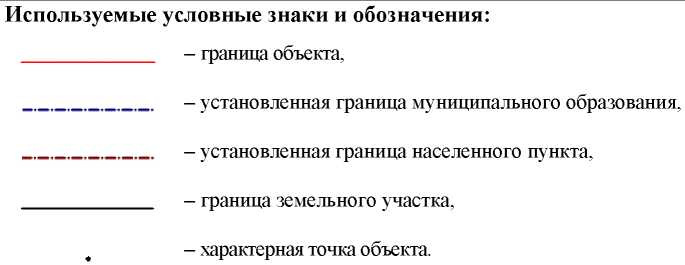 Используемые условные знаки и обозначения:
– граница объекта,
– установленная граница муниципального образования,
– установленная граница населенного пункта,
– граница земельного участка,
– характерная точка объекта.